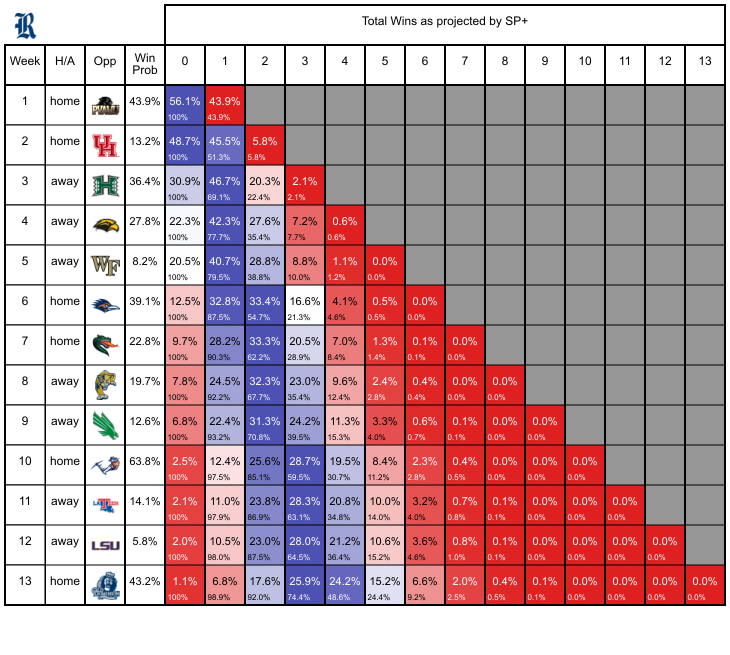 R
Total Wins as projected by SP+
Week H/A Opp Win Prob 0 1 2 3 4 5 6 7 8 9 10 11 12 13
1 home PVAMU 43.9% 56.1% 43.9%
100% 43.9%
2 home UH 13.2% 48.7% 45.5% 5.8%
100% 51.3% 5.8%
3 away H 36.4% 30.9% 46.7% 20.3% 2.1%
100% 69.1% 22.4% 2.1%
4 away 27.8% 22.3% 42.3% 27.6% 7.2% 0.6%
100% 77.7% 35.4% 7.7% 0.6%
5 away WF 8.2% 20.5% 40.7% 28.8% 8.8% 1.1% 0.0%
100% 79.5% 38.8% 10.0% 1.2% 0.0%
6 home 39.1% 12.5% 32.8% 33.4% 16.6% 4.1% 0.5% 0.0%
100% 87.5% 54.7% 21.3% 4.6% 0.5% 0.0%
7 home 22.8% 9.7% 28.2% 33.3% 20.5% 7.0% 1.3% 0.1% 0.0%
100% 90.3% 62.2% 28.9% 8.4% 1.4% 0.1% 0.0%
8 away 19.7% 7.8% 24.5% 32.3% 23.0% 9.6% 2.4% 0.4% 0.0% 0.0%
100% 92.2% 67.7% 35.4% 12.4% 2.8% 0.4% 0.0% 0.0%
9 away 12.6% 6.8% 22.4% 31.3% 24.2% 11.3% 3.3% 0.6% 0.1% 0.0% 0.0%
100% 93.2% 70.8% 39.5% 15.3% 4.0% 0.7% 0.1% 0.0% 0.0%
10 home 63.8% 2.5% 12.4% 25.6% 28.7% 19.5% 8.4% 2.3% 0.4% 0.0% 0.0% 0.0%
100% 97.5% 85.1% 59.5% 30.7% 11.2% 2.8% 0.5% 0.0% 0.0% 0.0%
11 away 14.1% 2.1% 11.0% 23.8% 28.3% 20.8% 10.0% 3.2% 0.7% 0.1% 0.0% 0.0% 0.0%
100% 97.9% 86.9% 63.1% 34.8% 14.0% 4.0% 0.8% 0.1% 0.0% 0.0% 0.0%
12 away LSU 5.8% 2.0% 10.5% 23.0% 28.0% 21.2% 10.6% 3.6% 0.8% 0.1% 0.0% 0.0% 0.0% 0.0%
100% 98.0% 87.5% 64.5% 36.4% 15.2% 4.6% 1.0% 0.1% 0.0% 0.0% 0.0% 0.0%
13 home 43.2% 1.1% 6.8% 17.6% 25.9% 24.2% 15.2% 6.6% 2.0% 0.4% 0.1% 0.0% 0.0% 0.0% 0.0%
100% 98.9% 92.0% 74.4% 48.6% 24.4% 9.2% 2.5% 0.5% 0.1% 0.0% 0.0% 0.0% 0.0%